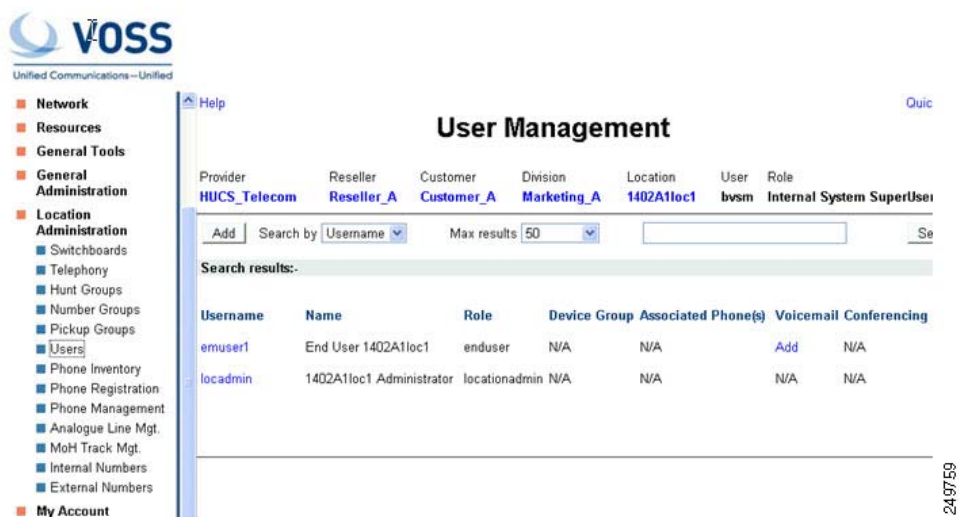 VOSS
Unified Communications—Unified
Network
Resources
General Tools
General
Administration
Location
Administration
Switchboards
Telephony
Hunt Groups
Number Groups
Pickup Groups
Users
Phone Inventory
Phone Registration
Phone Management
Analogue Line Mgt.
MoH Track Mgt.
Internal Numbers
External Numbers
My Account
Help Quic
User Management
Provider Reseller Customer Division Location User Role
HUCS_Telecom Reseller_A Customer_A Marketing_A 1402A1loc1 bvsm Internal System SuperUser
Add Search by Username Max results 50 Se
Search results:-
Username Name Role Device Group Associated Phone(s) Voicemail Conferencing
emuser1 End User 1402A1loc1 enduser N/A N/A Add N/A
locadmin 1402A1loc1 Administrator locationadmin N/A N/A N/A N/A
249759